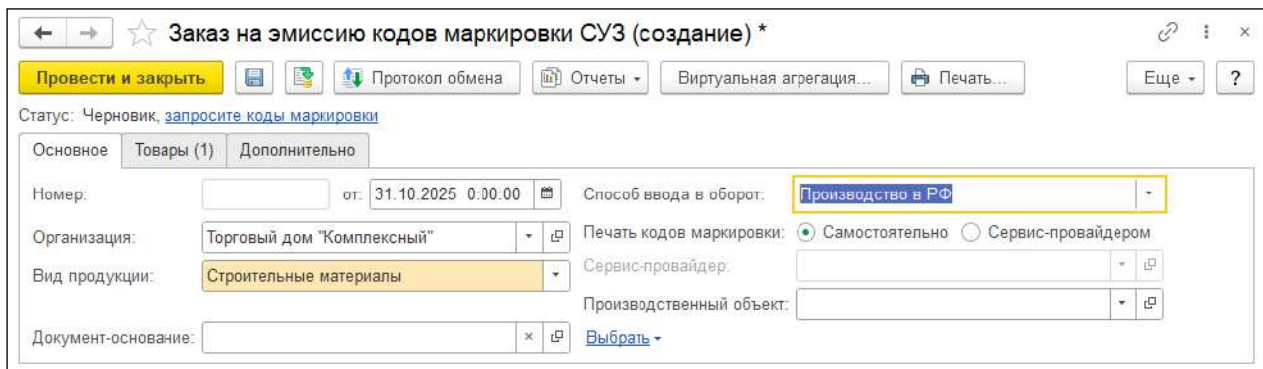 Заказ на эмиссию кодов маркировки СУЗ (создание) *
Провести и закрыть Протокол обмена Отчеты Виртуальная агрегация... Печать... Еще ?
Статус: Черновик, запросите коды маркировки
Основное Товары (1) Дополнительно
Номер: от: 31.10.2025 0:00:00 Способ ввода в оборот: Производство в РФ
Организация: Торговый дом "Комплексный" Печать кодов маркировки: Самостоятельно Сервис-провайдером
Вид продукции: Строительные материалы Сервис-провайдер:
Производственный объект:
Документ-основание: Выбрать